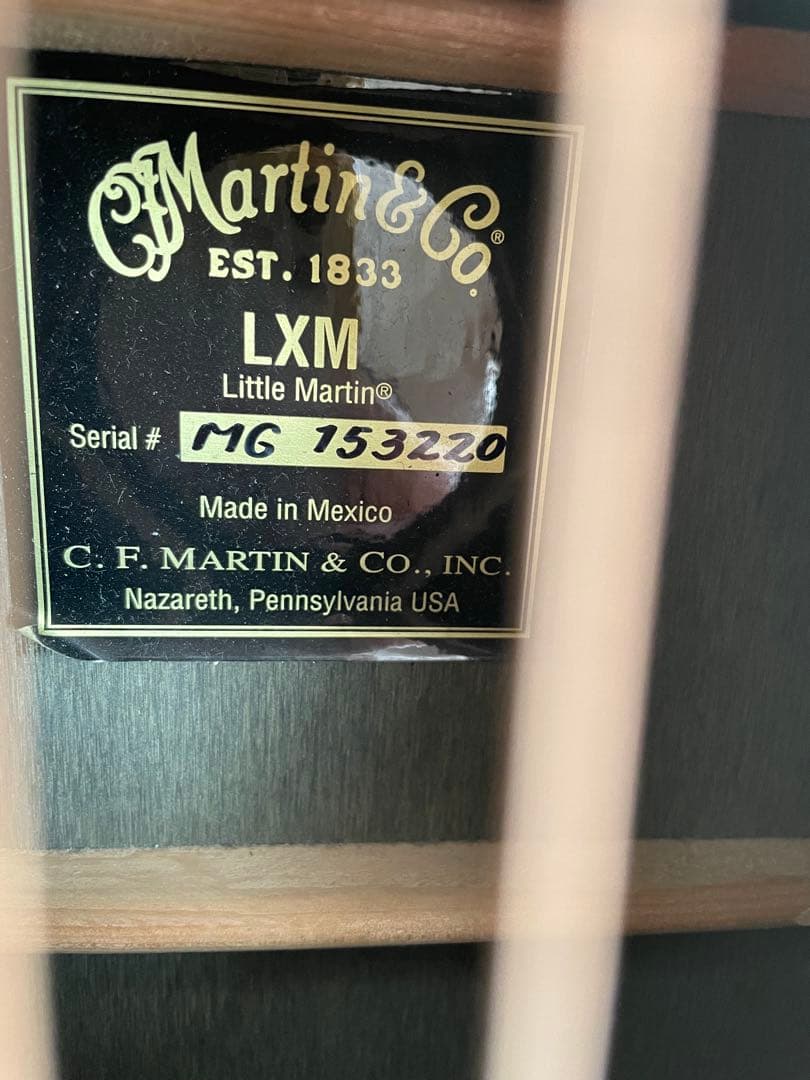 CFMartin & Co.®
EST. 1833
LXM
Little Martin®
Serial # MG 153220
Made in Mexico
C. F. MARTIN & CO., INC.
Nazareth, Pennsylvania USA